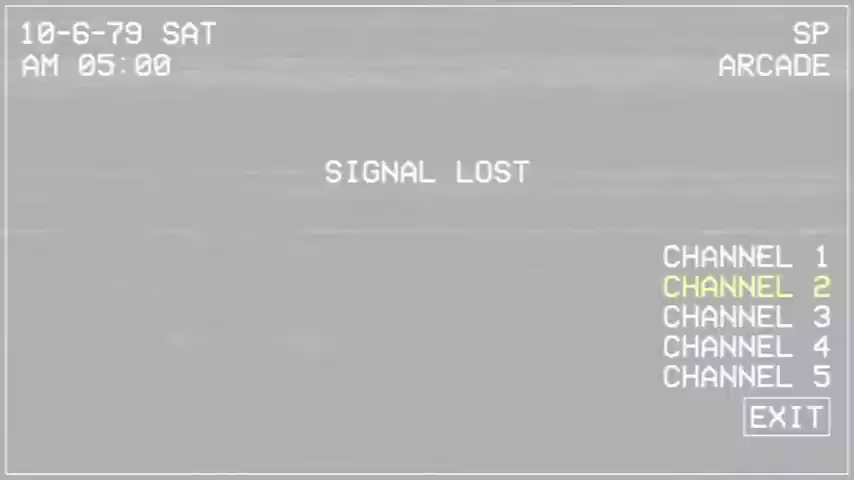 10-6-79 SAT
AM 05:00
SP
ARCADE
SIGNAL LOST
CHANNEL 1
CHANNEL 2
CHANNEL 3
CHANNEL 4
CHANNEL 5
EXIT